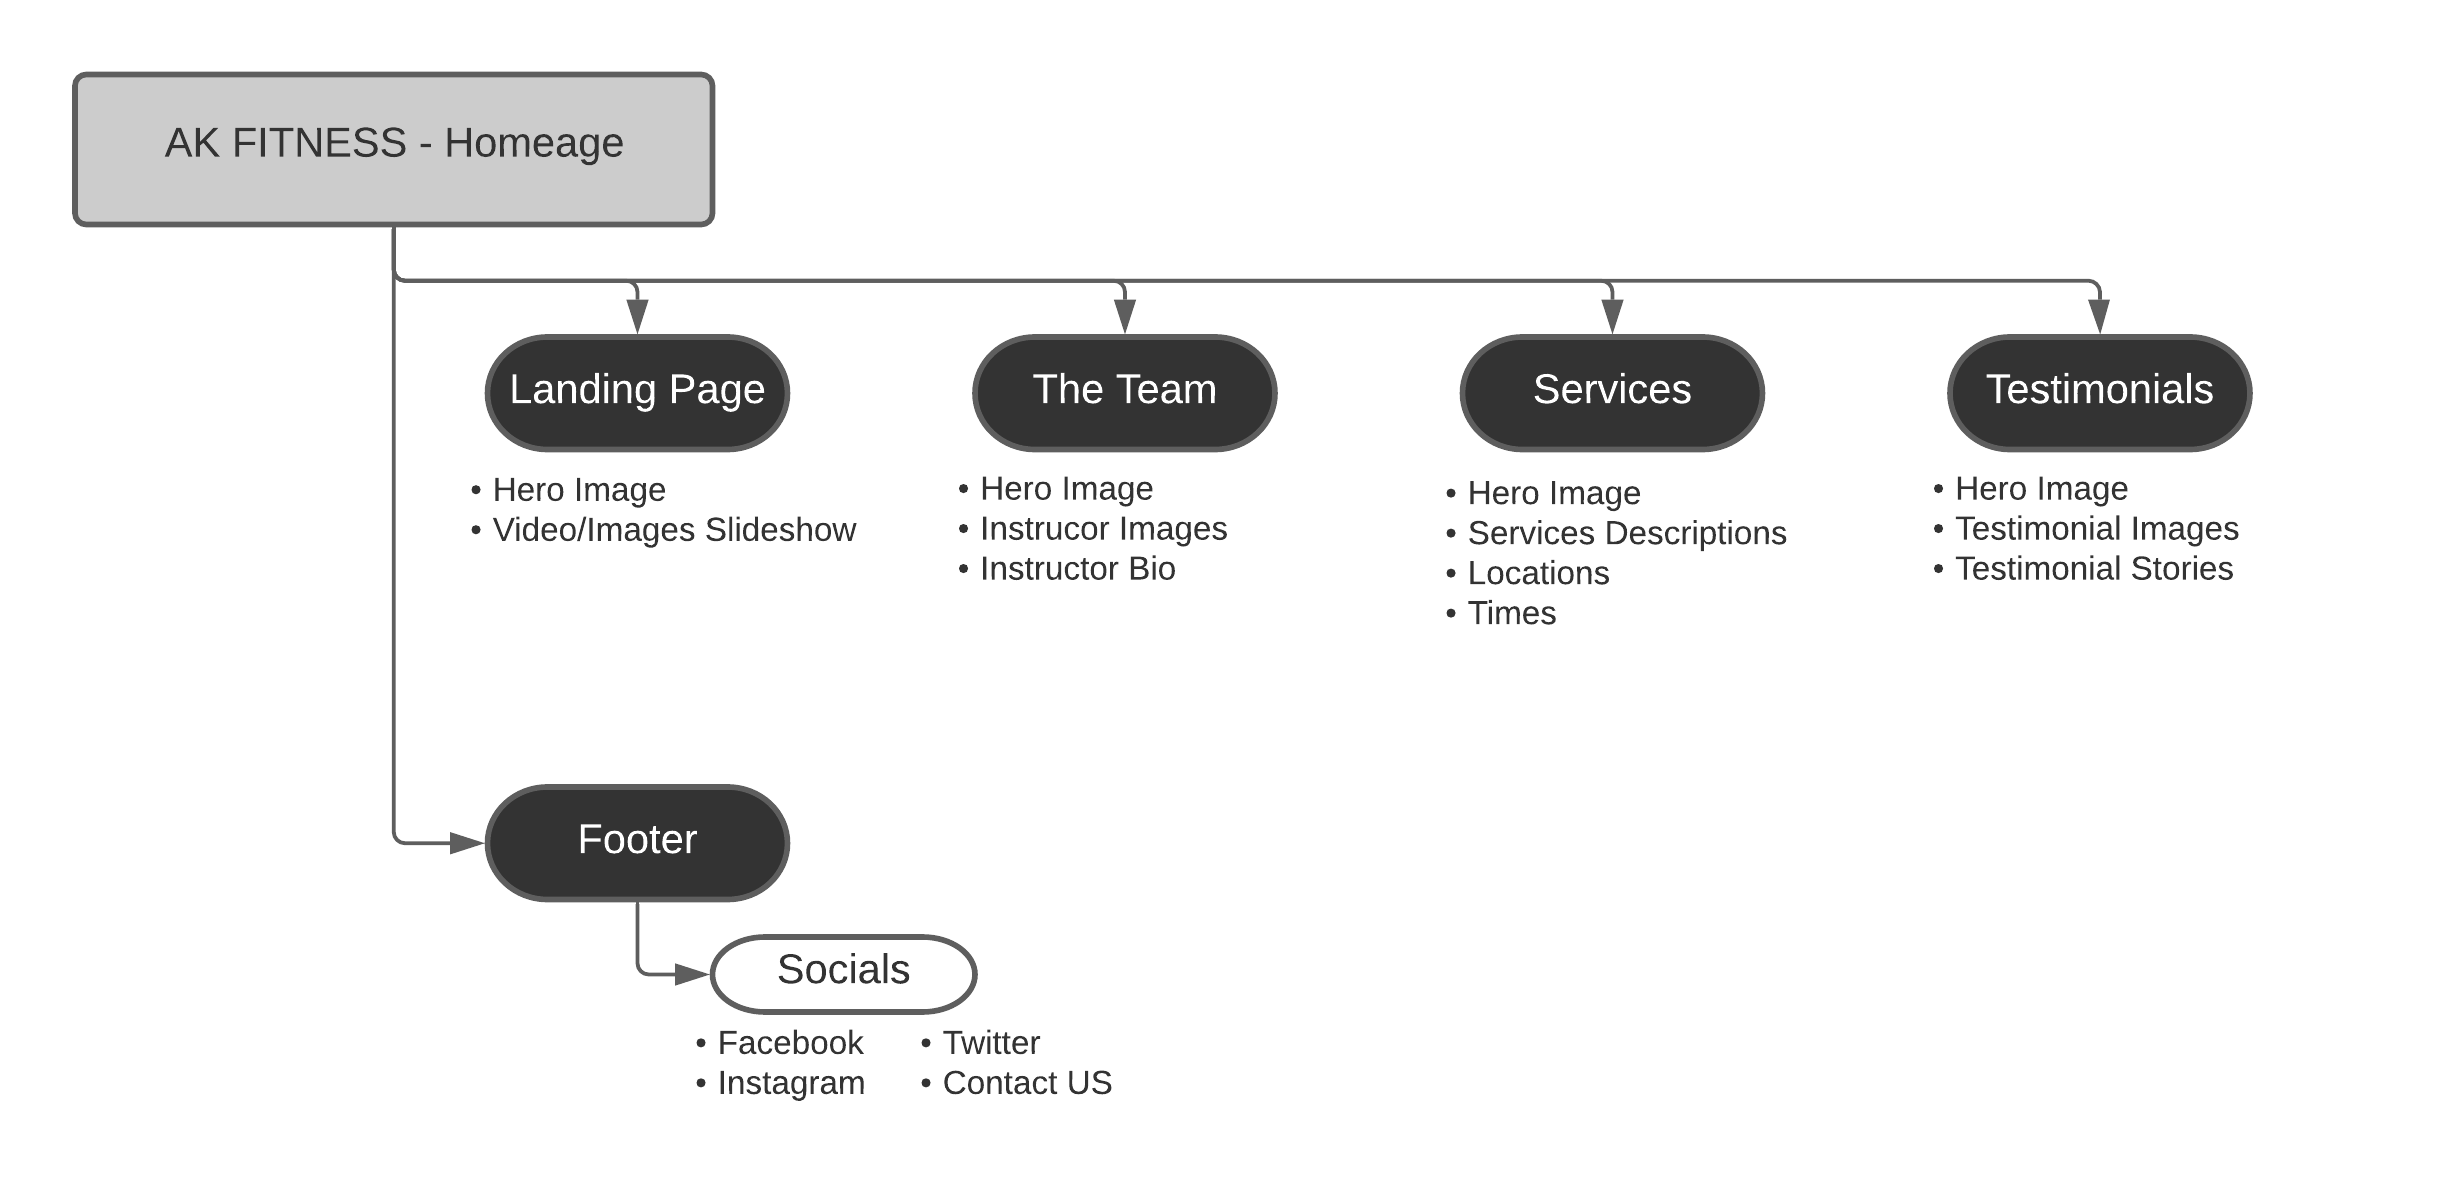 AK FITNESS - Homeage
Landing Page
• Hero Image
• Video/Images Slideshow
The Team
• Hero Image
• Instrucor Images
• Instructor Bio
Services
• Hero Image
• Services Descriptions
• Locations
• Times
Testimonials
• Hero Image
• Testimonial Images
• Testimonial Stories
Footer
Socials
• Facebook
• Instagram
• Twitter
• Contact US